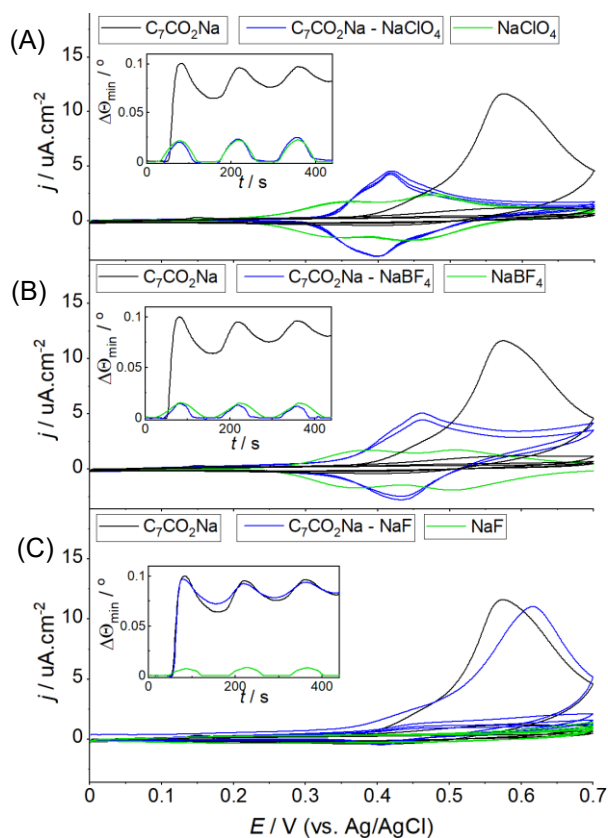 (A)
C₇CO₂Na C₇CO₂Na - NaClO₄ NaClO₄
15
10
5
0
j / uA.cm⁻²
0.1
0.05
0
ΔΘmin / °
0 200 400
t / s
(B)
C₇CO₂Na C₇CO₂Na - NaBF₄ NaBF₄
15
10
5
0
j / uA.cm⁻²
0.1
0.05
0
ΔΘmin / °
0 200 400
t / s
(C)
C₇CO₂Na C₇CO₂Na - NaF NaF
15
10
5
0
j / uA.cm⁻²
0.1
0.05
0
ΔΘmin / °
0 200 400
t / s
0 0.1 0.2 0.3 0.4 0.5 0.6 0.7
E / V (vs. Ag/AgCl)